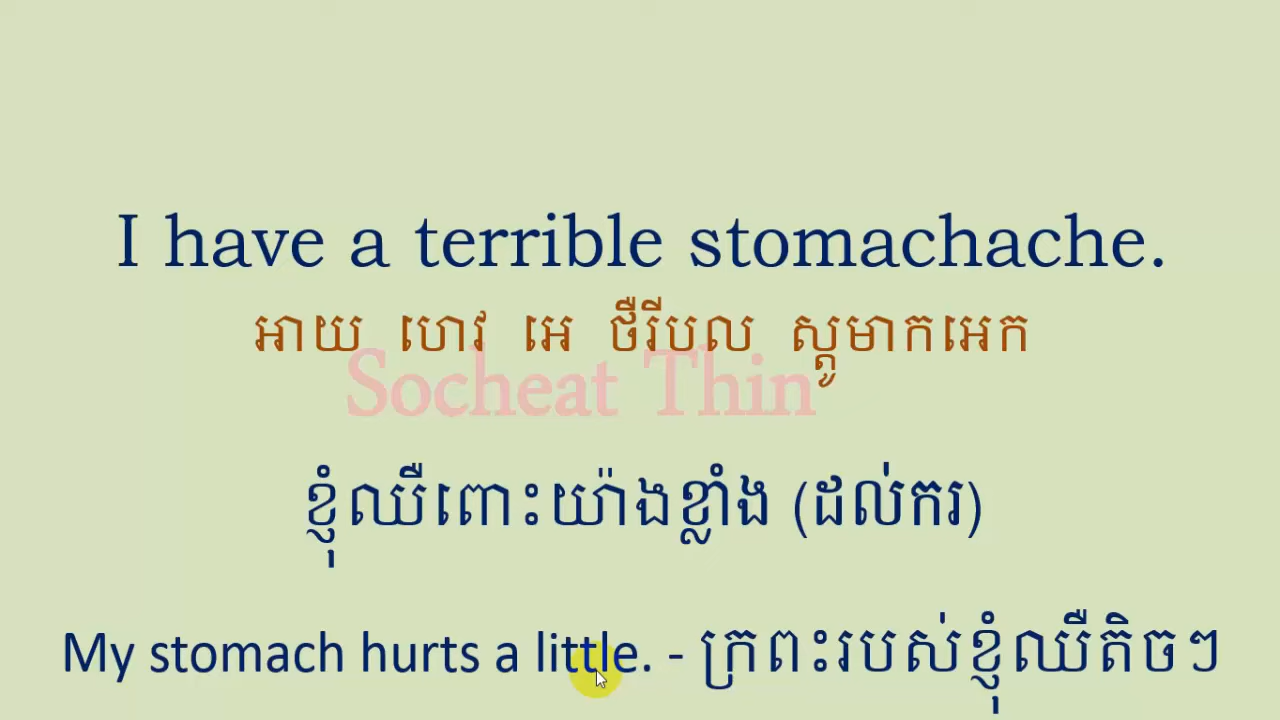 I have a terrible stomachache.
អាយ ហេវ អេ ថឺរីបល ស្តូមាកអេក
Socheat Thin
ខ្ញុំឈឺពោះយ៉ាងខ្លាំង (ដល់ករ)
My stomach hurts a little. - ក្រពះរបស់ខ្ញុំឈឺតិចៗ